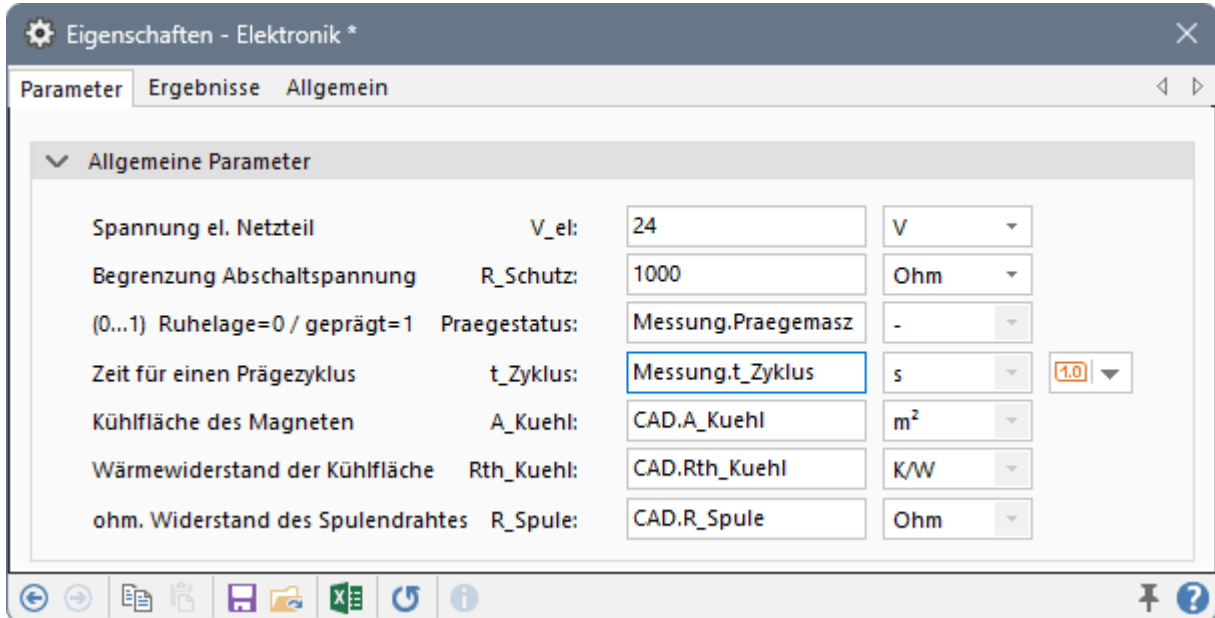 Eigenschaften - Elektronik *
Parameter Ergebnisse Allgemein
Allgemeine Parameter
Spannung el. Netzteil V_el: 24 V
Begrenzung Abschaltspannung R_Schutz: 1000 Ohm
(0...1) Ruhelage=0 / geprägt=1 Praegestatus: Messung.Praegemasz -
Zeit für einen Prägezyklus t_Zyklus: Messung.t_Zyklus s 1.0
Kühlfläche des Magneten A_Kuehl: CAD.A_Kuehl m²
Wärmewiderstand der Kühlfläche Rth_Kuehl: CAD.Rth_Kuehl K/W
ohm. Widerstand des Spulendrahtes R_Spule: CAD.R_Spule Ohm